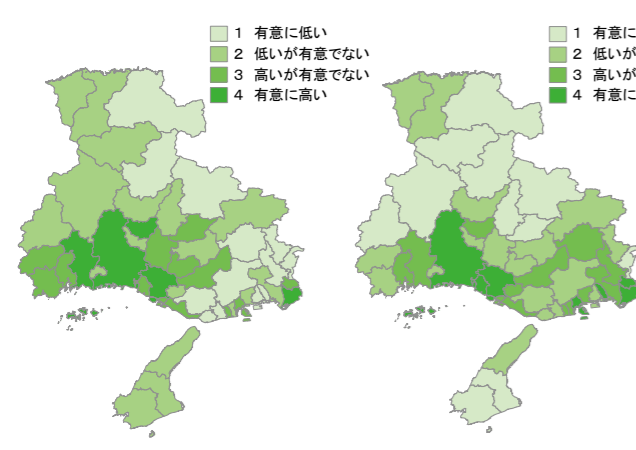 1 有意に低い
2 低いが有意でない
3 高いが有意でない
4 有意に高い
1 有意に
2 低いが
3 高いが
4 有意に